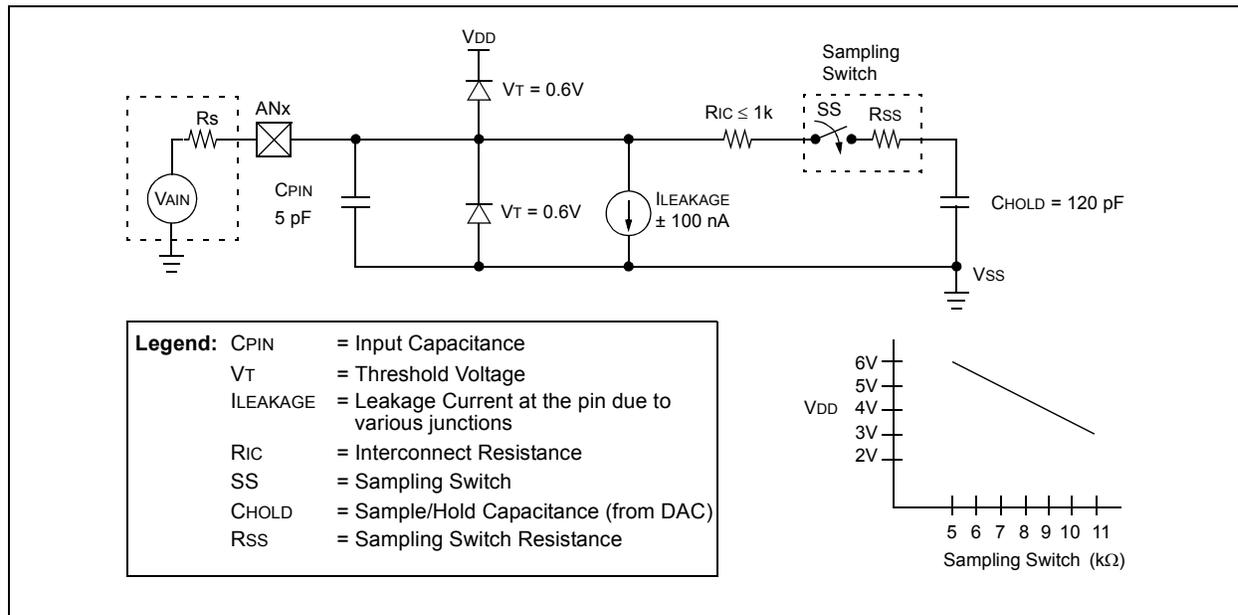 VDD
Sampling
Switch
VT = 0.6V
ANx
RIC ≤ 1k
SS
RSS
Rs
VAIN
CPIN
5 pF
VT = 0.6V
ILEAKAGE
± 100 nA
CHOLD = 120 pF
VSS
Legend: CPIN = Input Capacitance
VT = Threshold Voltage
ILEAKAGE = Leakage Current at the pin due to
various junctions
RIC = Interconnect Resistance
SS = Sampling Switch
CHOLD = Sample/Hold Capacitance (from DAC)
RSS = Sampling Switch Resistance
6V
5V
VDD 4V
3V
2V
5 6 7 8 9 10 11
Sampling Switch (kΩ)